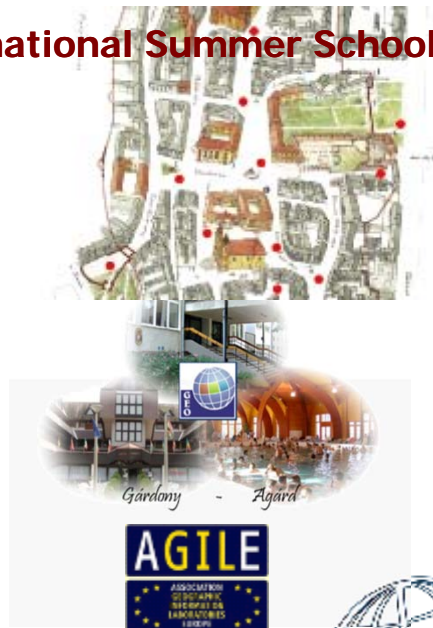 national Summer School
GEO
Gárdony - Agárd
AGILE
ASSOCIATION
GEOGRAPHIC
INFORMATION
LABORATORIES
EUROPE